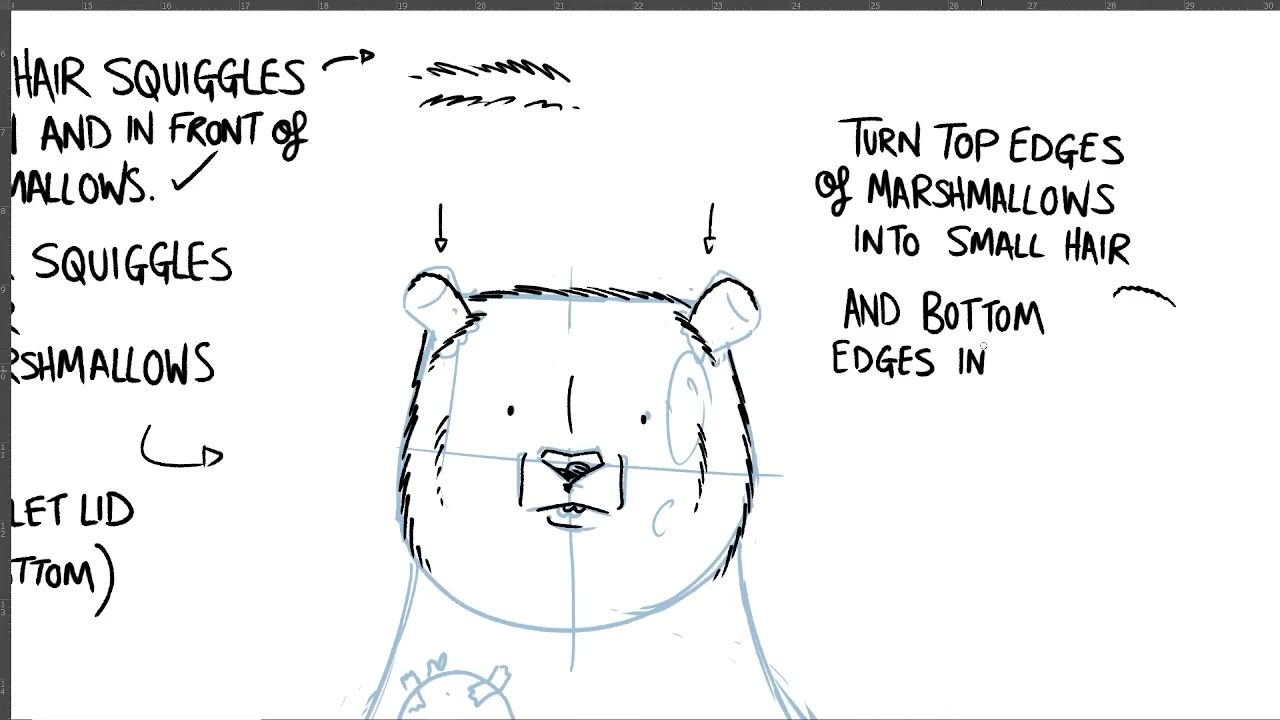 HAIR SQUIGGLES
AND IN FRONT of
MALLOWS.
SQUIGGLES
RSHMALLOWS
LET LID
TTOM)
TURN TOP EDGES
of MARSHMALLOWS
INTO SMALL HAIR
AND BOTTOM
EDGES IN